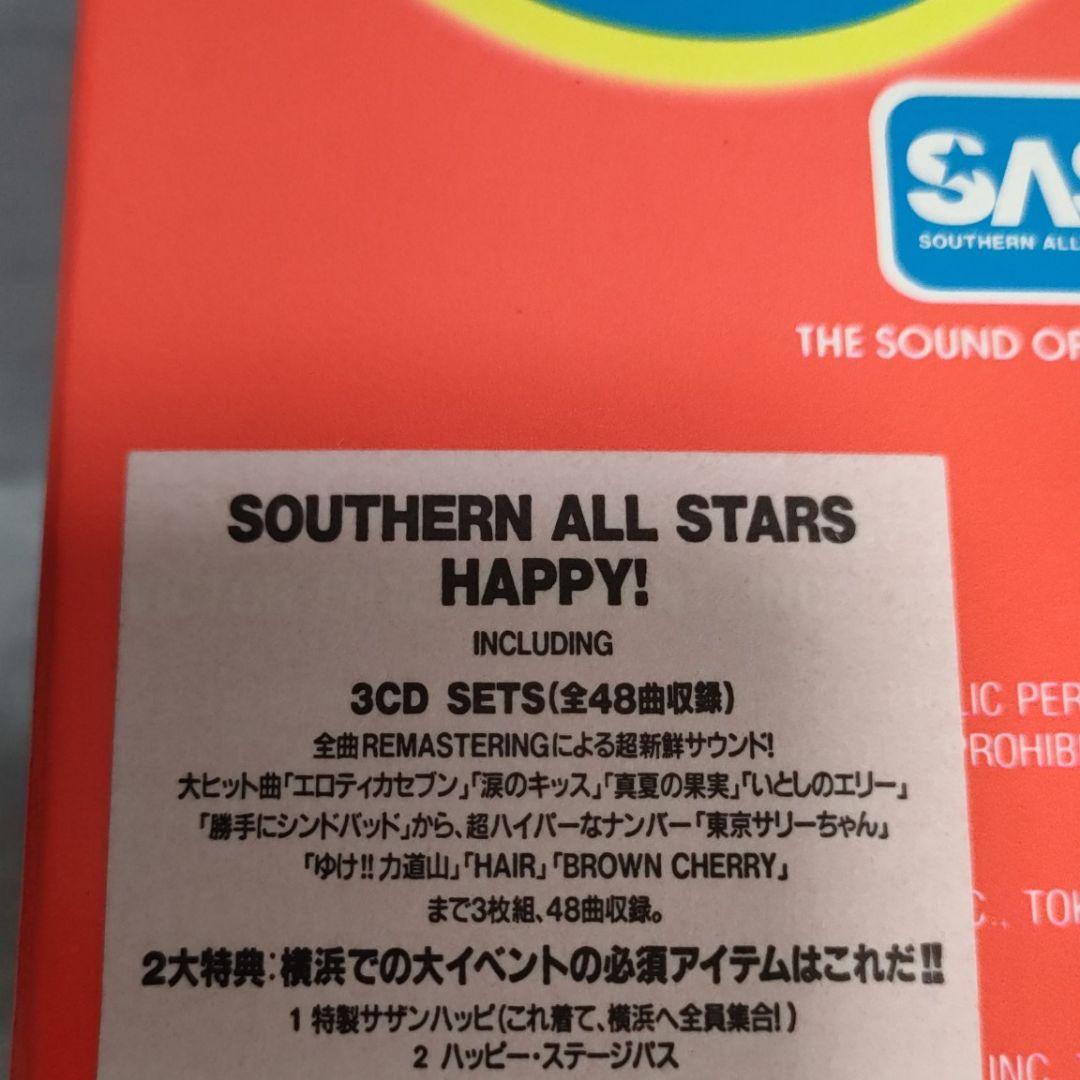 SAS
SOUTHERN ALL
THE SOUND OF
SOUTHERN ALL STARS
HAPPY!
INCLUDING
3CD SETS(全48曲収録)
全曲REMASTERINGによる超新鮮サウンド!
大ヒット曲「エロティカセブン」「涙のキッス」「真夏の果実」「いとしのエリー」
「勝手にシンドバッド」から、超ハイパーなナンバー「東京サリーちゃん」
「ゆけ!!力道山」「HAIR」「BROWN CHERRY」
まで3枚組、48曲収録。
2大特典:横浜での大イベントの必須アイテムはこれだ!!
1 特製サザンハッピ(これ着て、横浜へ全員集合!)
2 ハッピー・ステージパス
LIC PER
PROHIB
C., TOK
INC.